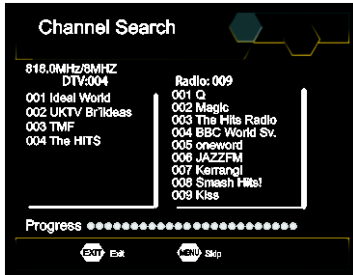 Channel Search
818.0MHz/8MHZ
DTV:004
001 Ideal World
002 UKTV Br'Ideas
003 TMF
004 The HITS
Radio: 009
001 Q
002 Magic
003 The Hits Radio
004 BBC World Sv.
005 oneword
006 JAZZFM
007 Kerrang!
008 Smash Hits!
009 Kiss
Progress
EXIT Exit
MENU Skip